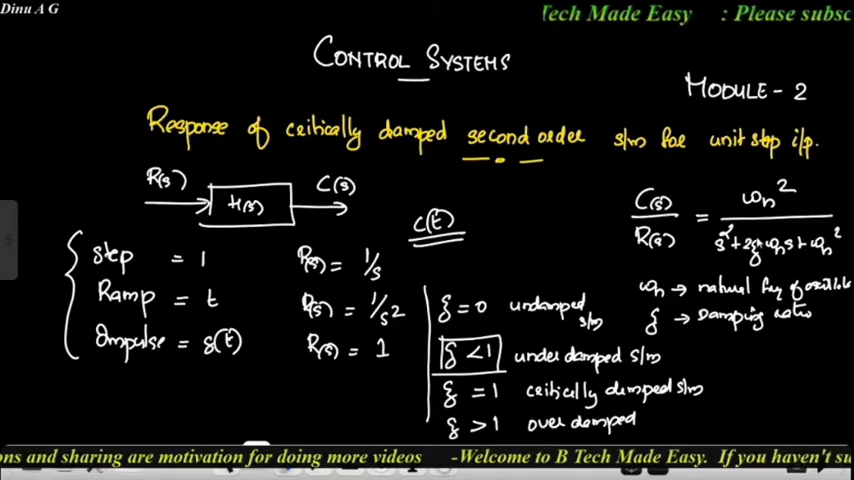 Dinu A G
Tech Made Easy : Please subsc
CONTROL SYSTEMS
MODULE - 2
Response of critically damped second order s/m for unit step i/p.
R(s) H(s) C(s)
C(t)
C(s)/R(s) = ωn²/(s²+2ξωns+ωn²)
Step = 1 R(s) = 1/s
Ramp = t R(s) = 1/s2
Impulse = δ(t) R(s) = 1
ξ = 0 undamped s/m
ξ < 1 under damped s/m
ξ = 1 critically damped s/m
ξ > 1 over damped
ωn → natural frq of
ξ → Damping ratio
ons and sharing are motivation for doing more videos -Welcome to B Tech Made Easy. If you haven't su